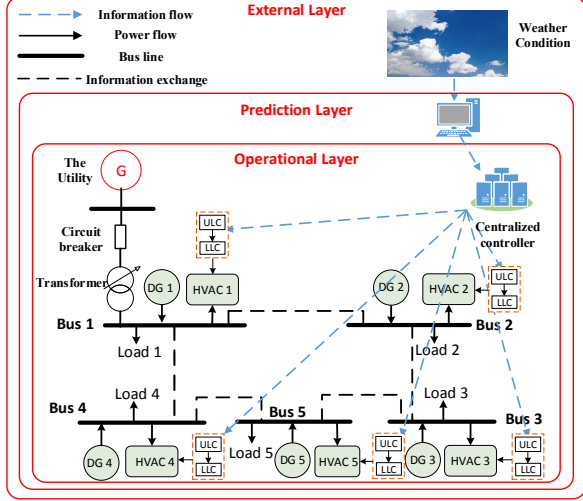 External Layer
Information flow
Power flow
Bus line
Information exchange
Weather
Condition
Prediction Layer
Operational Layer
The
Utility
G
Circuit
breaker
Transformer
ULC
LLC
Centralized
controller
DG 1
HVAC 1
DG 2
HVAC 2
ULC
LLC
Bus 1
Bus 2
Load 1
Load 2
Load 4
Load 3
Bus 4
Bus 5
Bus 3
Load 5
DG 4
HVAC 4
ULC
LLC
DG 5
HVAC 5
ULC
LLC
DG 3
HVAC 3
ULC
LLC